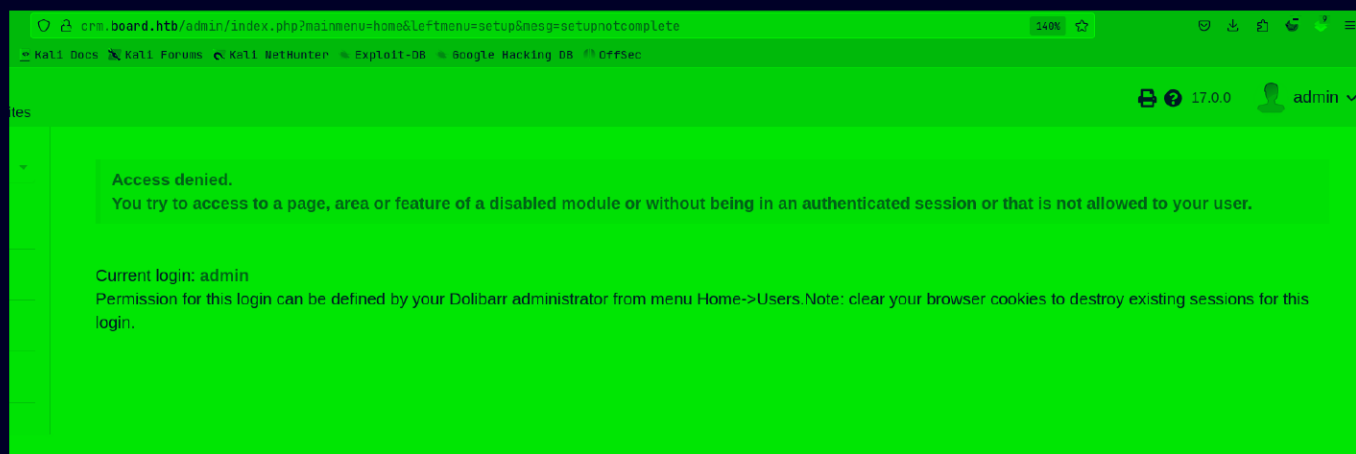 crm.board.htb/admin/index.php?mainmenu=home&leftmenu=setup&mesg=setupnotcomplete 140%
Kali Docs Kali Forums Kali NetHunter Exploit-DB Google Hacking DB OffSec
17.0.0 admin
ites
Access denied.
You try to access to a page, area or feature of a disabled module or without being in an authenticated session or that is not allowed to your user.
Current login: admin
Permission for this login can be defined by your Dolibarr administrator from menu Home->Users.Note: clear your browser cookies to destroy existing sessions for this
login.